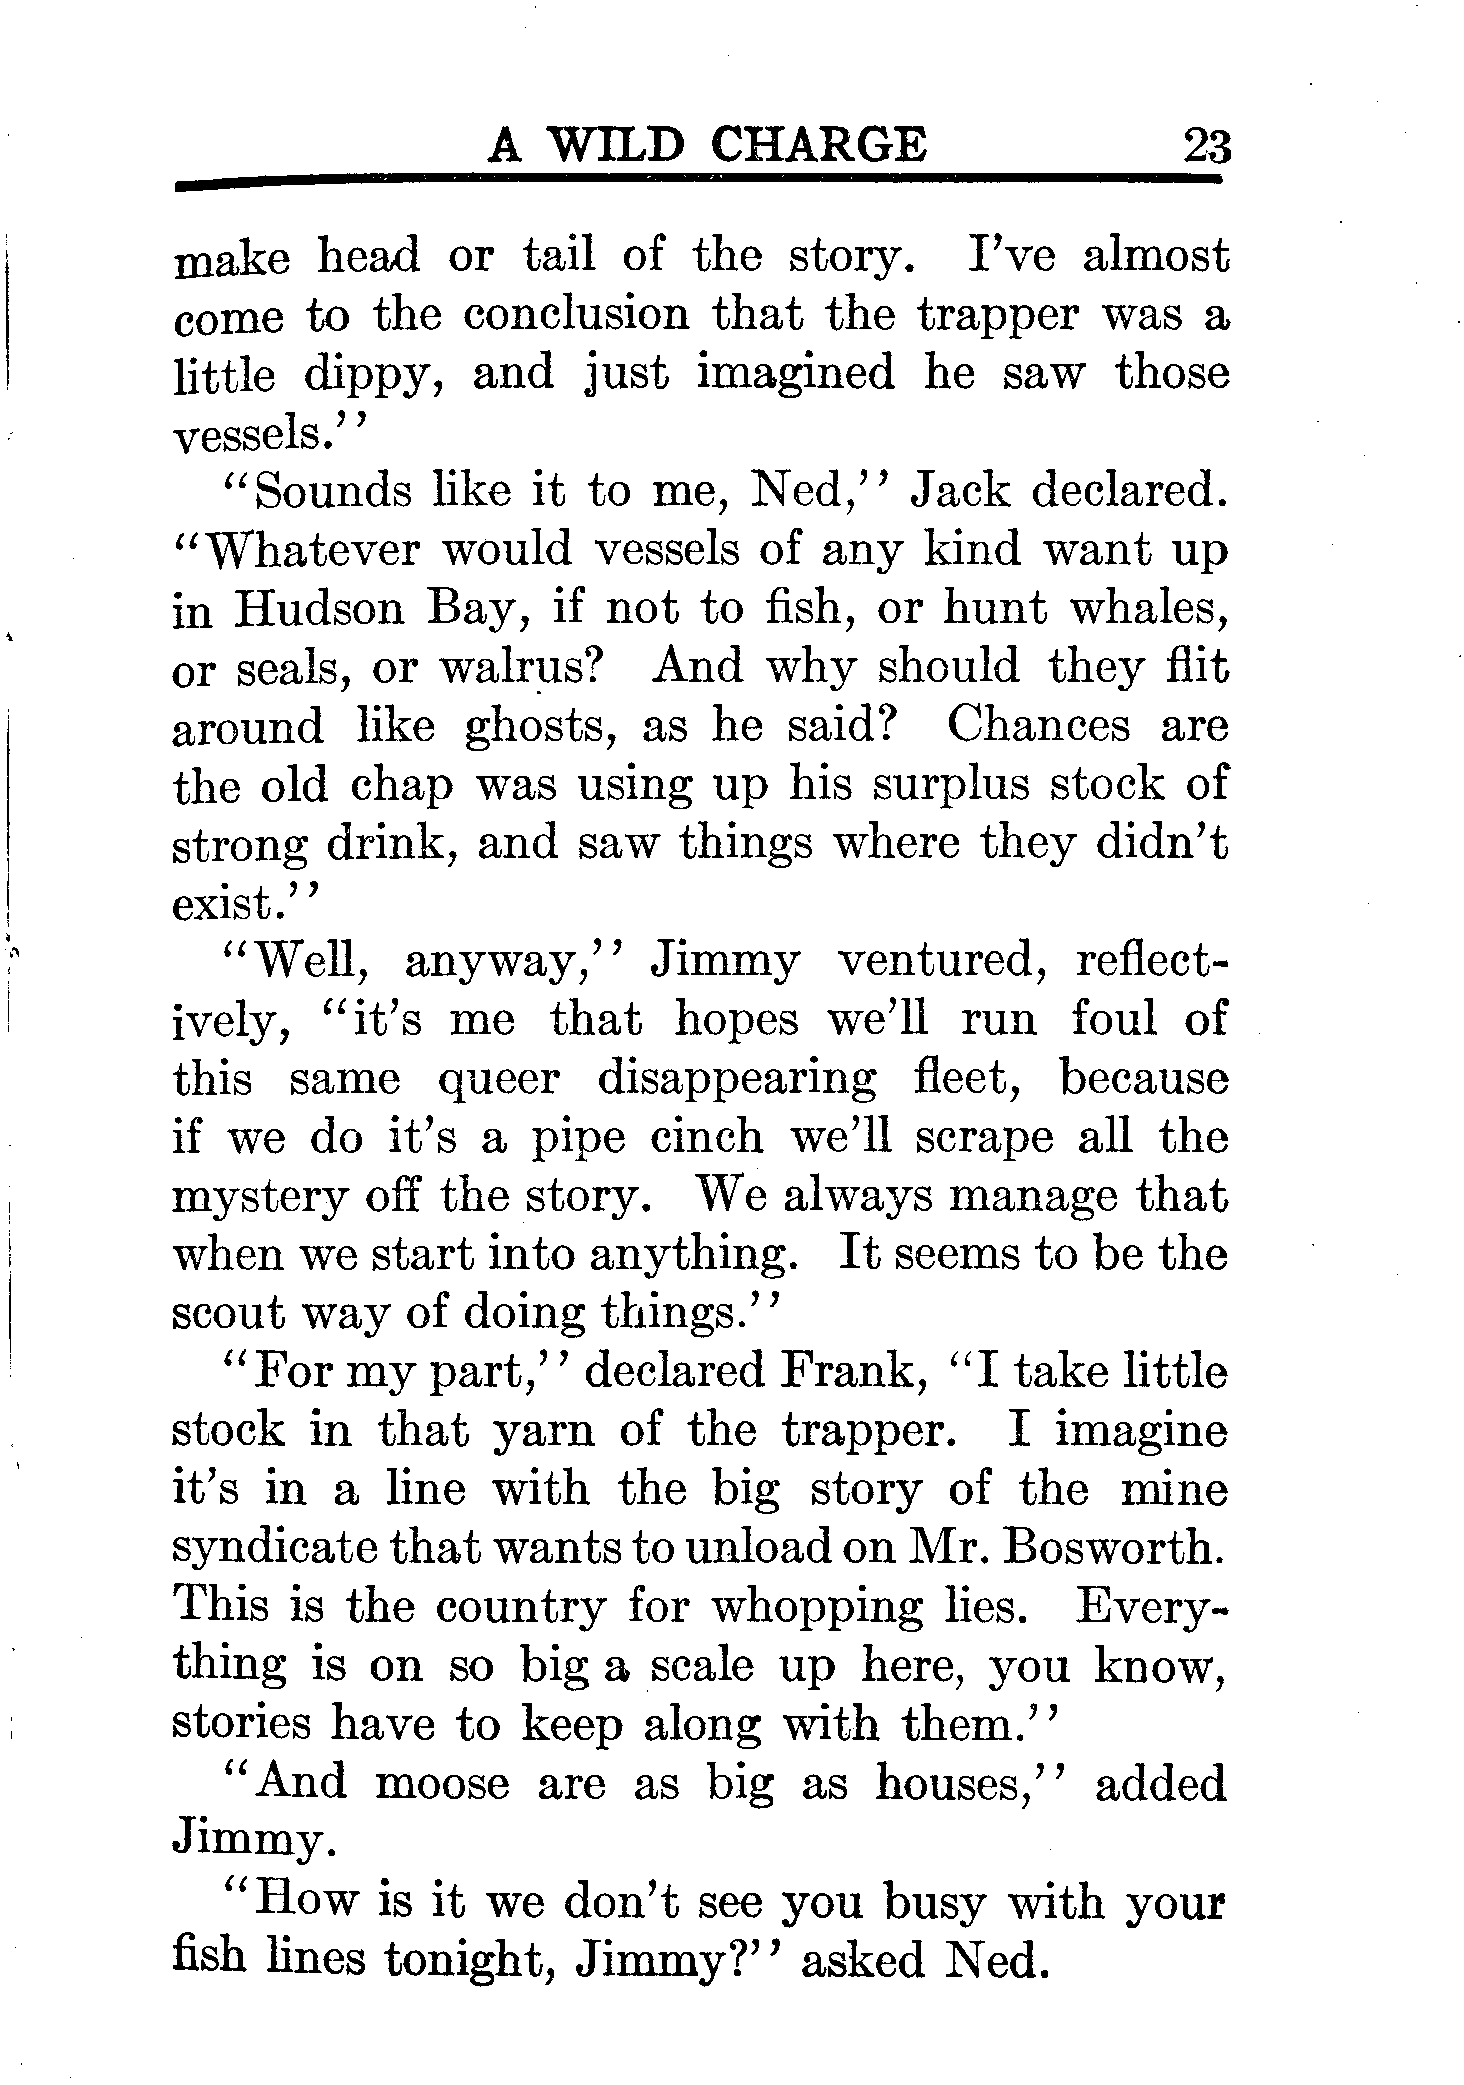 A WILD CHARGE 23
make head or tail of the story. I've almost
come to the conclusion that the trapper was a
little dippy, and just imagined he saw those
vessels.''
"Sounds like it to me, Ned,'' Jack declared.
"Whatever would vessels of any kind want up
in Hudson Bay, if not to fish, or hunt whales,
or seals, or walrus? And why should they flit
around like ghosts, as he said? Chances are
the old chap was using up his surplus stock of
strong drink, and saw things where they didn't
exist.''
"Well, anyway,'' Jimmy ventured, reflect-
ively, "it's me that hopes we'll run foul of
this same queer disappearing fleet, because
if we do it's a pipe cinch we'll scrape all the
mystery off the story. We always manage that
when we start into anything. It seems to be the
scout way of doing things.''
"For my part,'' declared Frank, "I take little
stock in that yarn of the trapper. I imagine
it's in a line with the big story of the mine
syndicate that wants to unload on Mr. Bosworth.
This is the country for whopping lies. Every-
thing is on so big a scale up here, you know,
stories have to keep along with them.''
"And moose are as big as houses,'' added
Jimmy.
"How is it we don't see you busy with your
fish lines tonight, Jimmy?'' asked Ned.